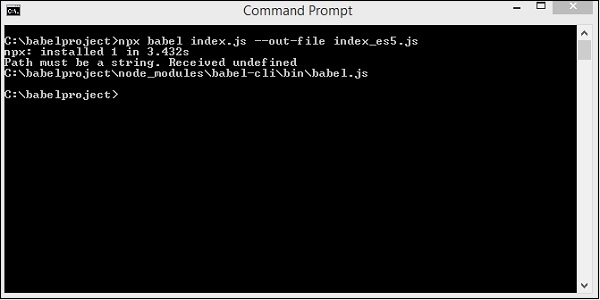 Command Prompt
C:\babelproject>npx babel index.js --out-file index_es5.js
npx: installed 1 in 3.432s
Path must be a string. Received undefined
C:\babelproject\node_modules\babel-cli\bin\babel.js
C:\babelproject>